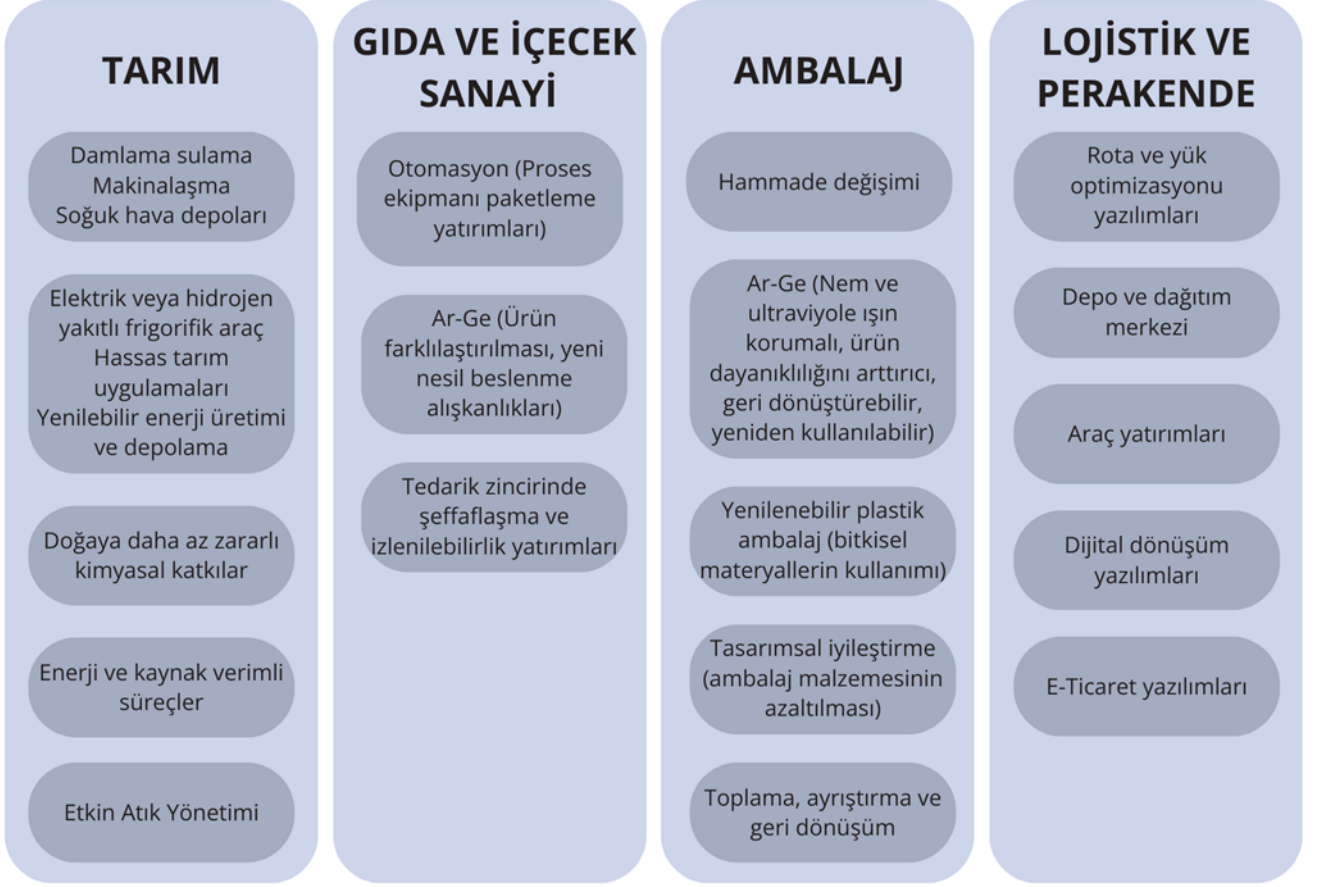 TARIM
Damlama sulama
Makinalaşma
Soğuk hava depoları
Elektrik veya hidrojen
yakıtlı frigorifik araç
Hassas tarım
uygulamaları
Yenilebilir enerji üretimi
ve depolama
Doğaya daha az zararlı
kimyasal katkılar
Enerji ve kaynak verimli
süreçler
Etkin Atık Yönetimi
GIDA VE İÇECEK
SANAYİ
Otomasyon (Proses
ekipmanı paketleme
yatırımları)
Ar-Ge (Ürün
farklılaştırılması, yeni
nesil beslenme
alışkanlıkları)
Tedarik zincirinde
şeffaflaşma ve
izlenilebilirlik yatırımları
AMBALAJ
Hammade değişimi
Ar-Ge (Nem ve
ultraviyole ışın
korumalı, ürün
dayanıklılığını arttırıcı,
geri dönüştürebilir,
yeniden kullanılabilir)
Yenilenebilir plastik
ambalaj (bitkisel
materyallerin kullanımı)
Tasarımsal iyileştirme
(ambalaj malzemesinin
azaltılması)
Toplama, ayrıştırma ve
geri dönüşüm
LOJİSTİK VE
PERAKENDE
Rota ve yük
optimizasyonu
yazılımları
Depo ve dağıtım
merkezi
Araç yatırımları
Dijital dönüşüm
yazılımları
E-Ticaret yazılımları